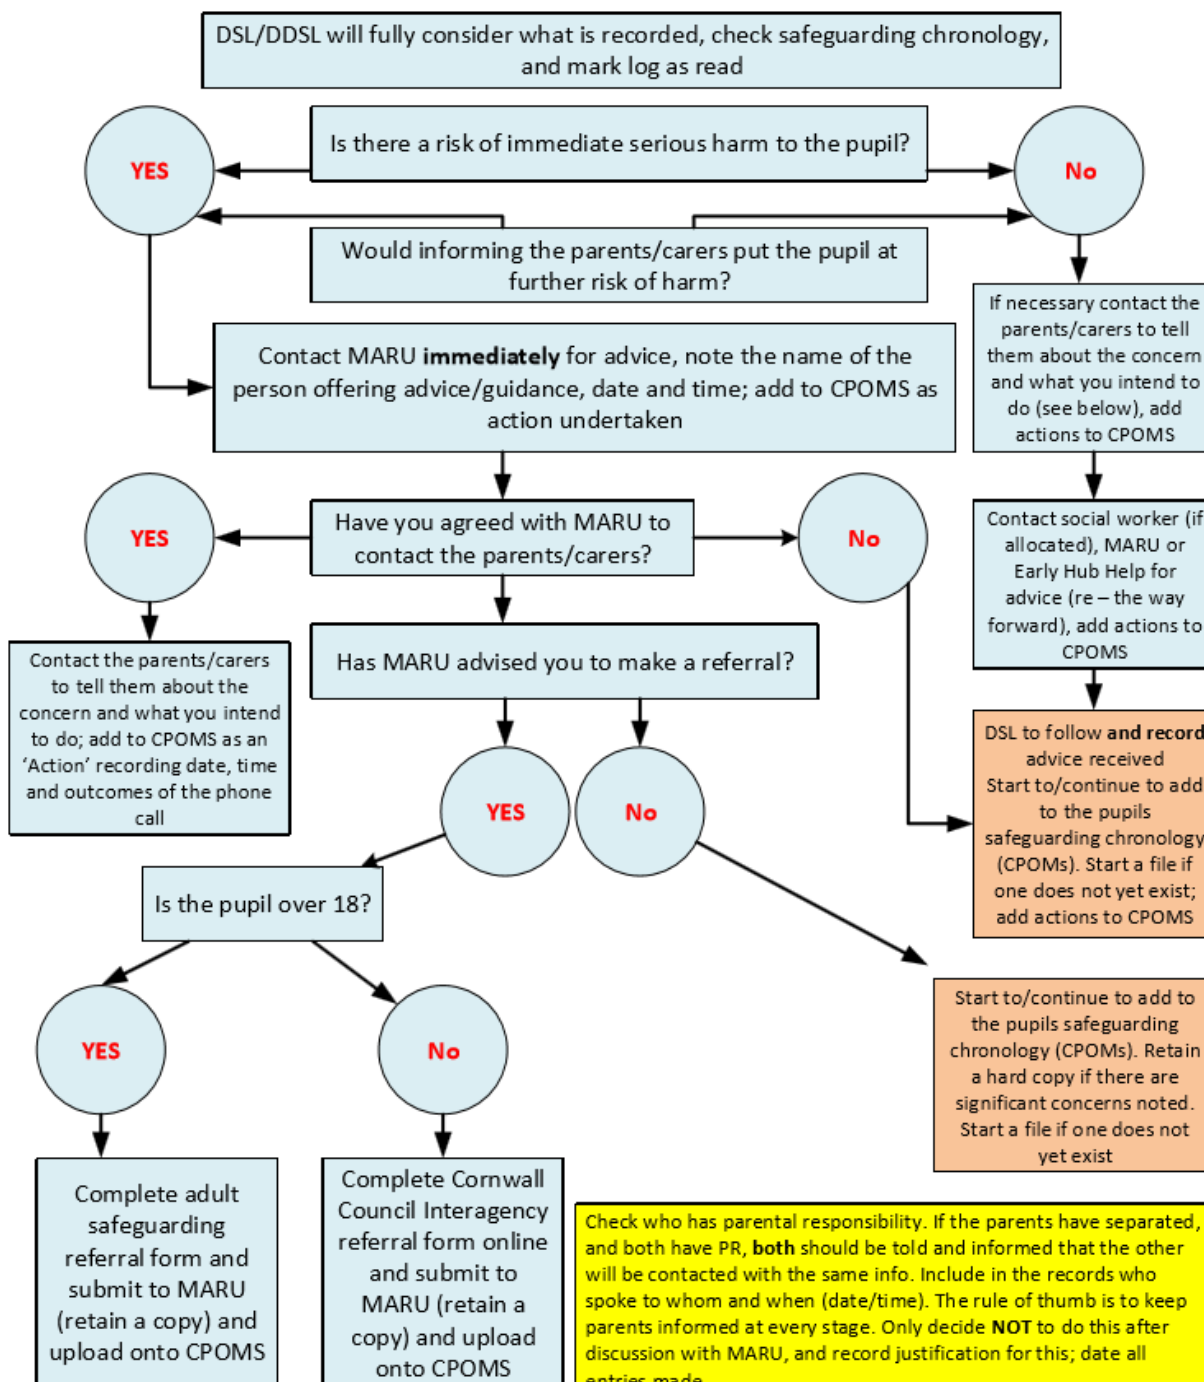 DSL/DDSL will fully consider what is recorded, check safeguarding chronology,
and mark log as read
YES
Is there a risk of immediate serious harm to the pupil?
No
Would informing the parents/carers put the pupil at
further risk of harm?
If necessary contact the
parents/carers to tell
them about the concern
and what you intend to
do (see below), add
actions to CPOMS
Contact MARU immediately for advice, note the name of the
person offering advice/guidance, date and time; add to CPOMS as
action undertaken
YES
Have you agreed with MARU to
contact the parents/carers?
No
Contact social worker (if
allocated), MARU or
Early Hub Help for
advice (re – the way
forward), add actions to
CPOMS
Contact the parents/carers
to tell them about the
concern and what you intend
to do; add to CPOMS as an
‘Action’ recording date, time
and outcomes of the phone
call
Has MARU advised you to make a referral?
DSL to follow and record
advice received
Start to/continue to add
to the pupils
safeguarding chronology
(CPOMs). Start a file if
one does not yet exist;
add actions to CPOMS
YES
No
Is the pupil over 18?
YES
No
Start to/continue to add to
the pupils safeguarding
chronology (CPOMs). Retain
a hard copy if there are
significant concerns noted.
Start a file if one does not
yet exist
Complete adult
safeguarding
referral form and
submit to MARU
(retain a copy) and
upload onto CPOMS
Complete Cornwall
Council Interagency
referral form online
and submit to
MARU (retain a
copy) and upload
onto CPOMS
Check who has parental responsibility. If the parents have separated,
and both have PR, both should be told and informed that the other
will be contacted with the same info. Include in the records who
spoke to whom and when (date/time). The rule of thumb is to keep
parents informed at every stage. Only decide NOT to do this after
discussion with MARU, and record justification for this; date all
entries made